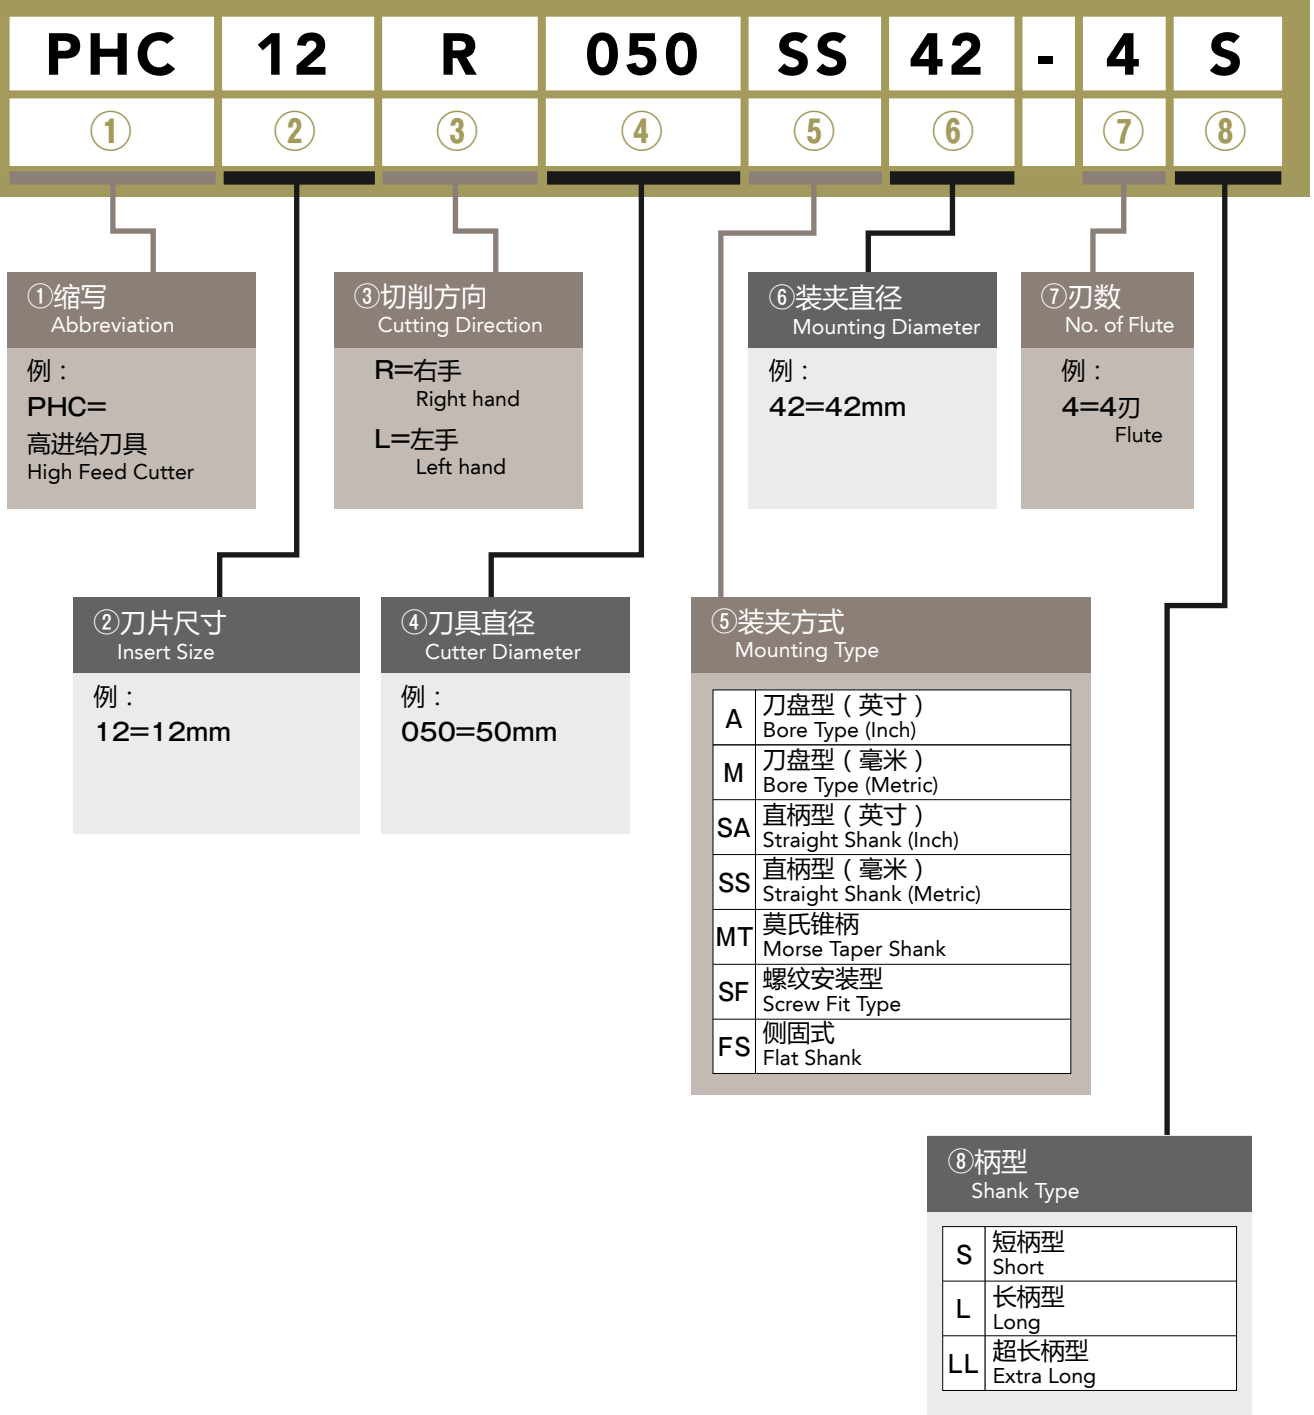 PHC 12 R 050 SS 42 - 4 S
① ② ③ ④ ⑤ ⑥ ⑦ ⑧
①缩写
Abbreviation
例：
PHC=
高进给刀具
High Feed Cutter
③切削方向
Cutting Direction
R=右手
Right hand
L=左手
Left hand
⑥装夹直径
Mounting Diameter
例：
42=42mm
⑦刃数
No. of Flute
例：
4=4刃
Flute
②刀片尺寸
Insert Size
例：
12=12mm
④刀具直径
Cutter Diameter
例：
050=50mm
⑤装夹方式
Mounting Type
A 刀盘型（英寸）
Bore Type (Inch)
M 刀盘型（毫米）
Bore Type (Metric)
SA 直柄型（英寸）
Straight Shank (Inch)
SS 直柄型（毫米）
Straight Shank (Metric)
MT 莫氏锥柄
Morse Taper Shank
SF 螺纹安装型
Screw Fit Type
FS 侧固式
Flat Shank
⑧柄型
Shank Type
S 短柄型
Short
L 长柄型
Long
LL 超长柄型
Extra Long